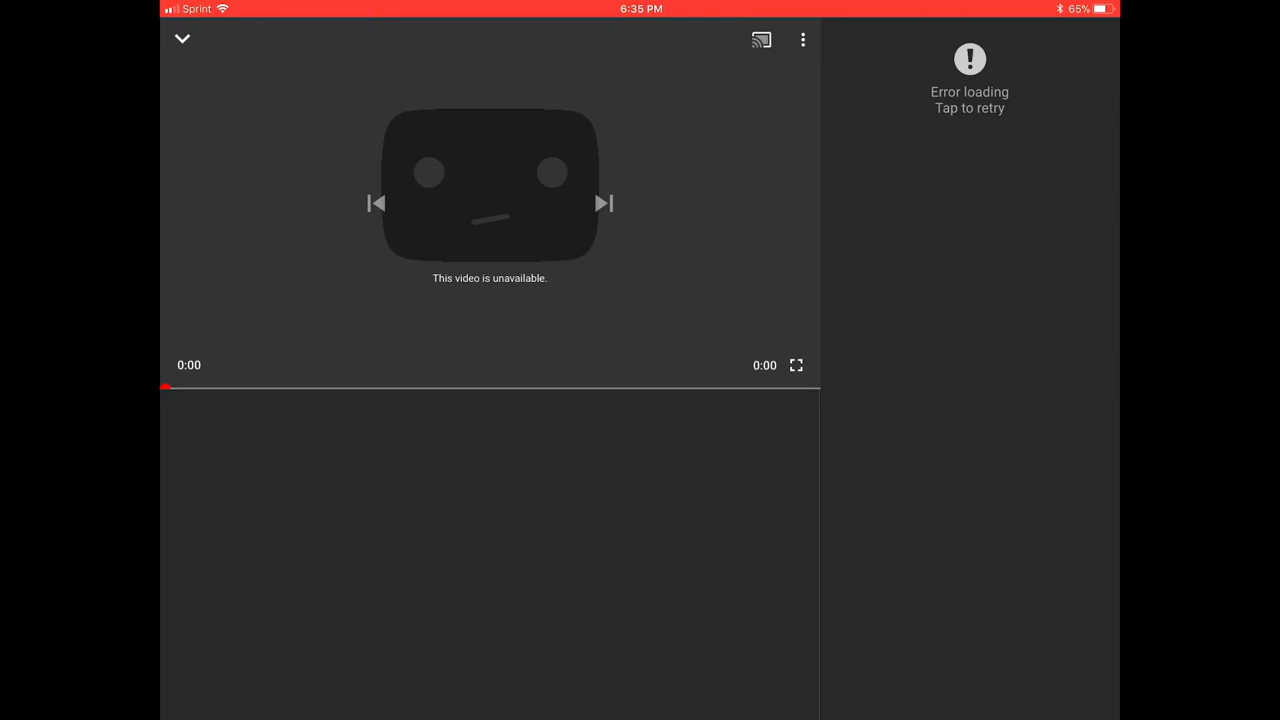 Sprint
6:35 PM
65%
Error loading
Tap to retry
This video is unavailable.
0:00
0:00